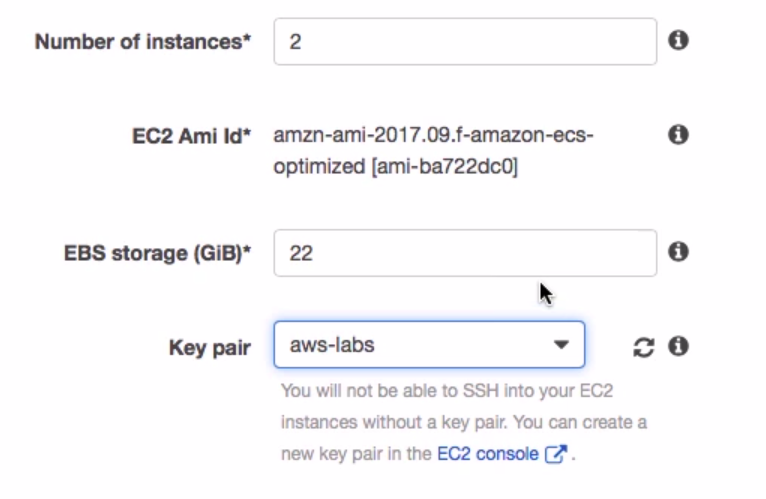 Number of instances* 2
EC2 Ami Id* amzn-ami-2017.09.f-amazon-ecs-
optimized [ami-ba722dc0]
EBS storage (GiB)* 22
Key pair aws-labs
You will not be able to SSH into your EC2
instances without a key pair. You can create a
new key pair in the EC2 console .